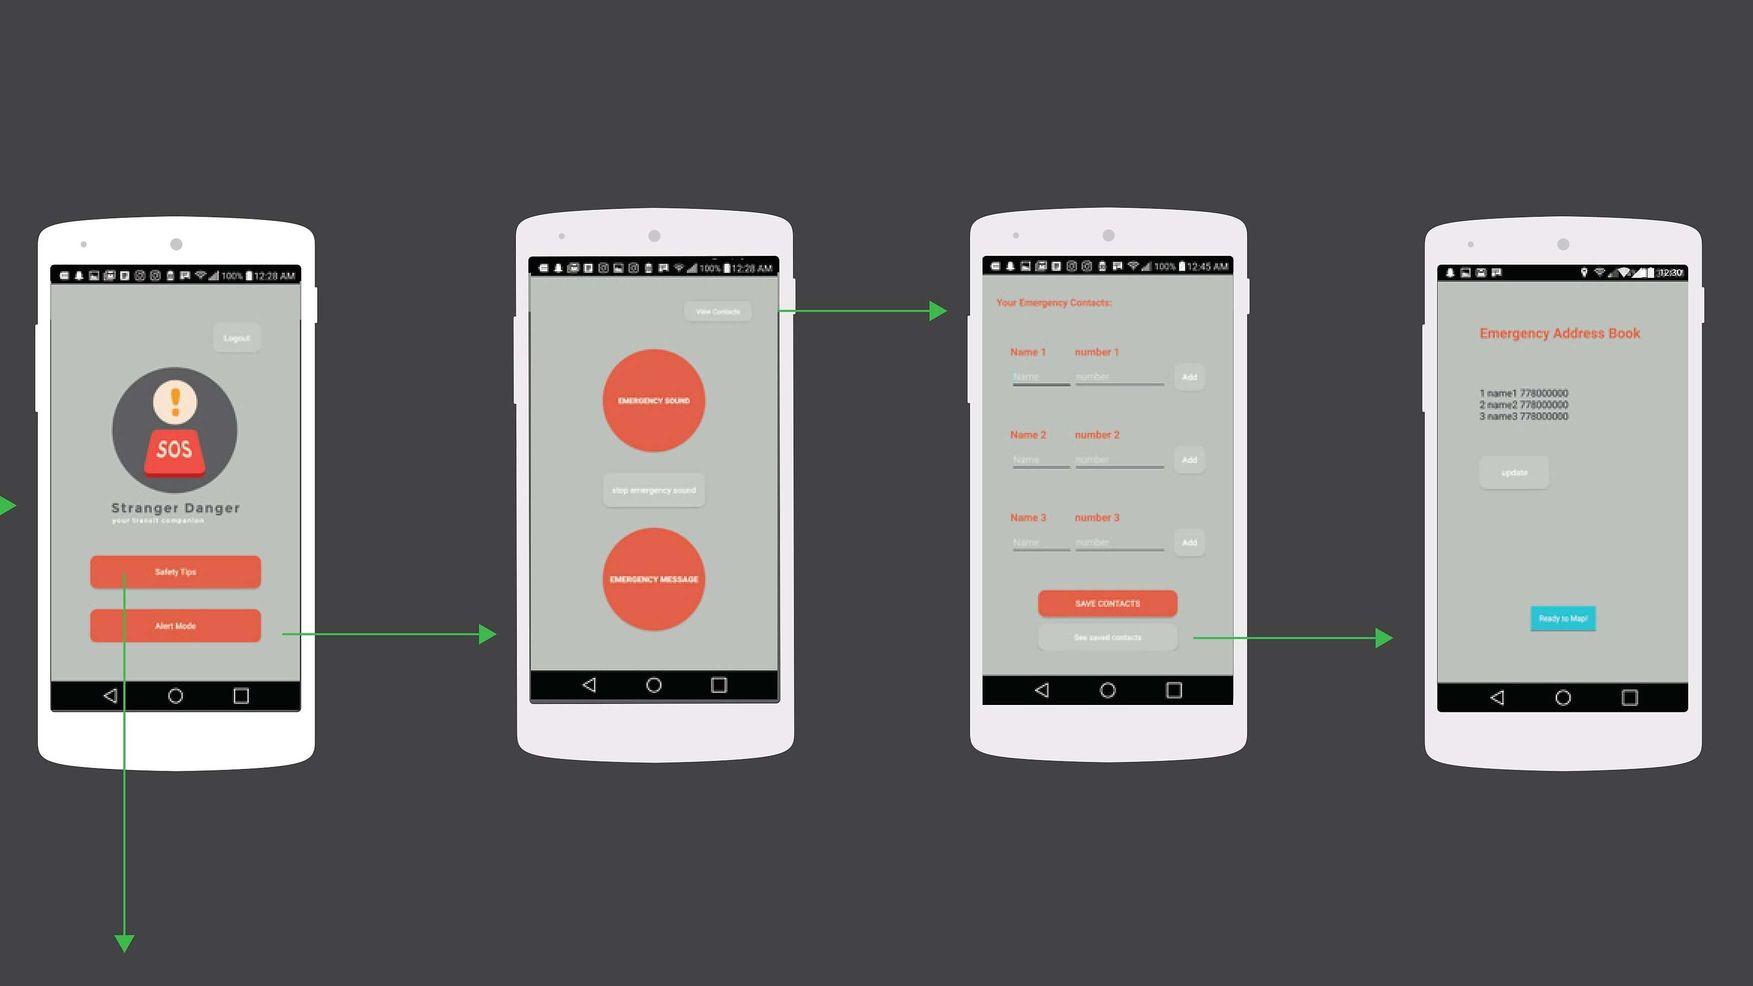 100% 12:28 AM
Logout
SOS
Stranger Danger
your transit companion
Safety Tips
Alert Mode
100% 12:28 AM
View Contacts
EMERGENCY SOUND
stop emergency sound
EMERGENCY MESSAGE
100% 12:45 AM
Your Emergency Contacts:
Name 1 number 1
Name number Add
Name 2 number 2
Name number Add
Name 3 number 3
Name number Add
SAVE CONTACTS
See saved contacts
12:30
Emergency Address Book
1 name1 778000000
2 name2 778000000
3 name3 778000000
update
Ready to Map!